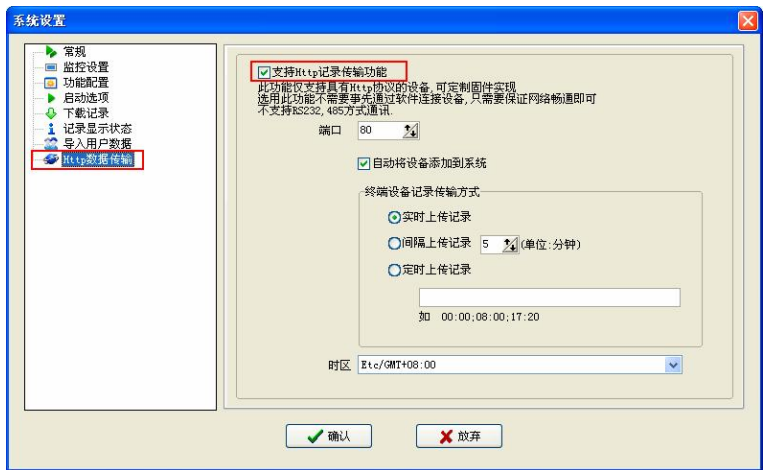 系统设置
常规
监控设置
功能配置
启动选项
下载记录
记录显示状态
导入用户数据
Http数据传输
支持Http记录传输功能
此功能仅支持具有Http协议的设备,可定制固件实现
选用此功能不需要事先通过软件连接设备,只需要保证网络畅通即可
不支持RS232,485方式通讯.
端口 80
自动将设备添加到系统
终端设备记录传输方式
实时上传记录
间隔上传记录 5 (单位:分钟)
定时上传记录
如 00:00;08:00;17:20
时区 Etc/GMT+08:00
确认 放弃